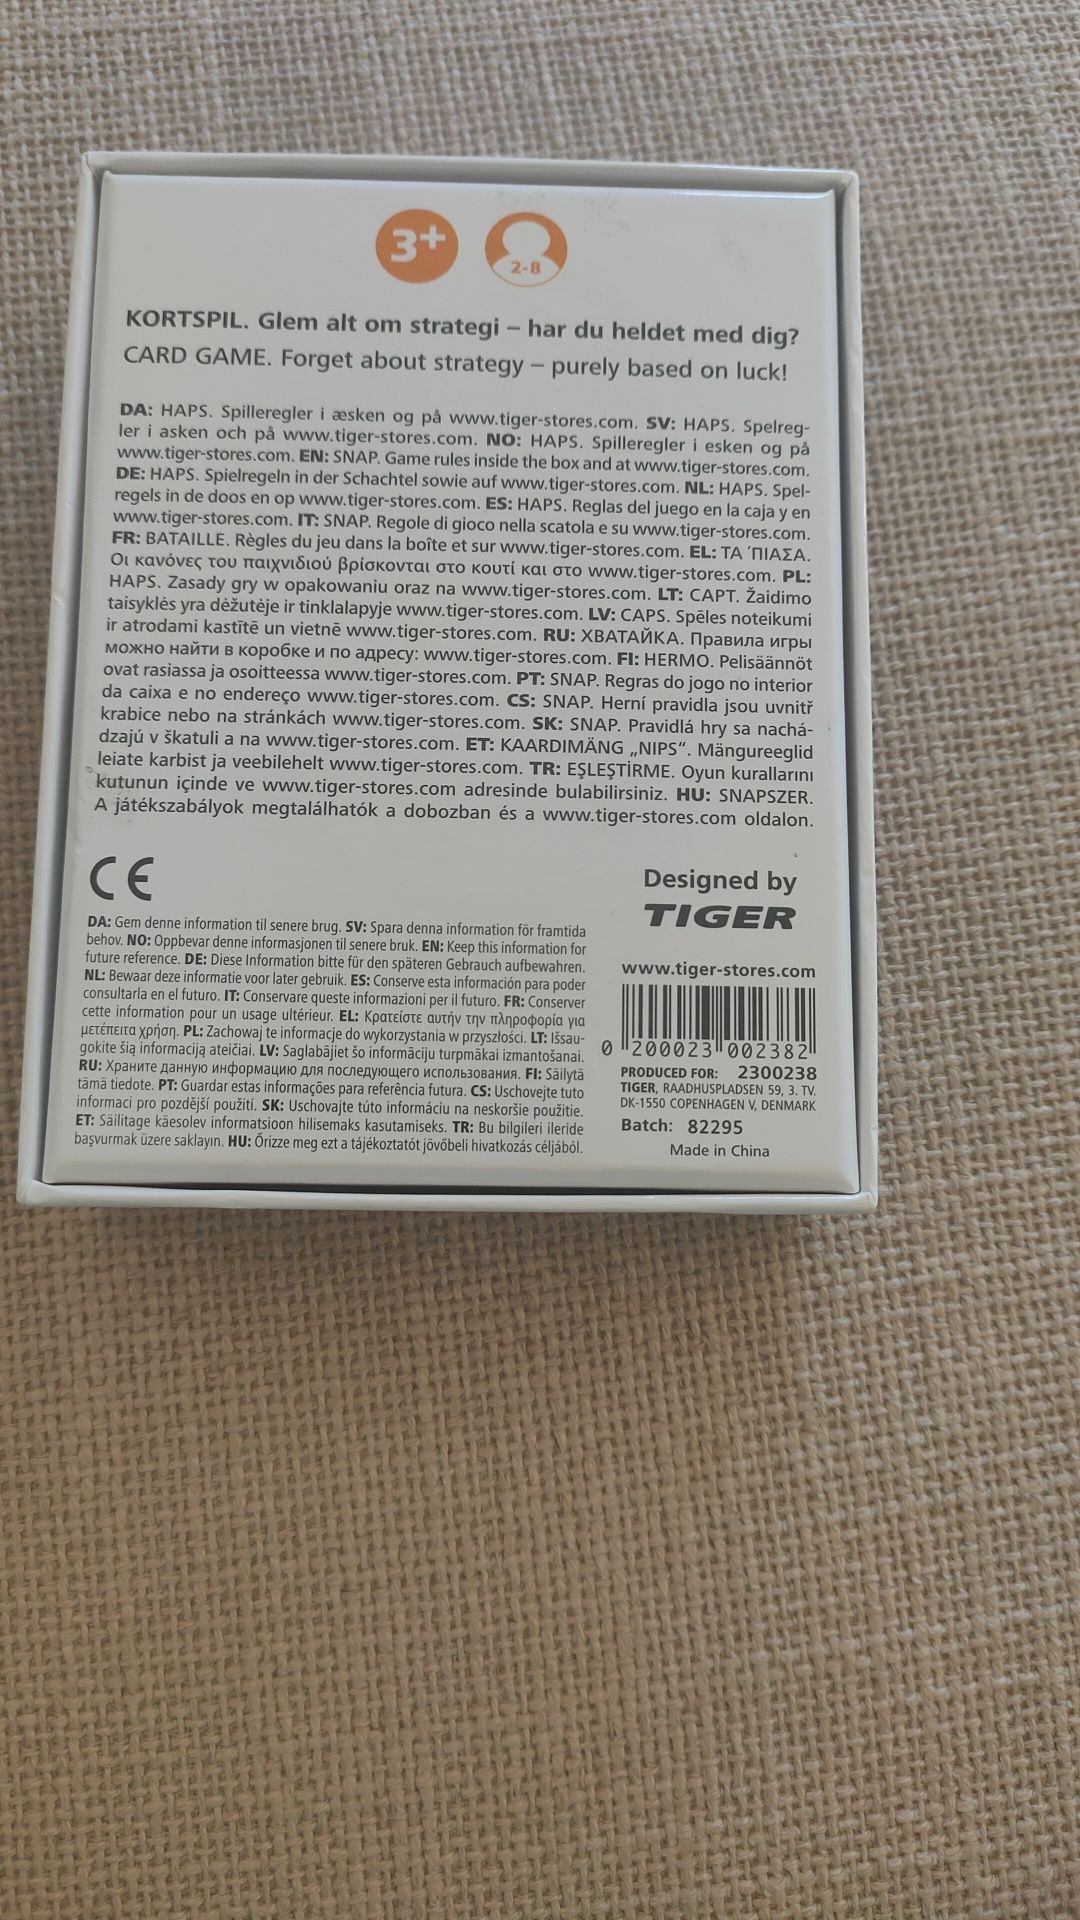 3+
2-8
KORTSPIL. Glem alt om strategi – har du heldet med dig?
CARD GAME. Forget about strategy – purely based on luck!
DA: HAPS. Spilleregler i æsken og på www.tiger-stores.com. SV: HAPS. Spelreg-
ler i asken och på www.tiger-stores.com. NO: HAPS. Spilleregler i esken og på
www.tiger-stores.com. EN: SNAP. Game rules inside the box and at www.tiger-stores.com.
DE: HAPS. Spielregeln in der Schachtel sowie auf www.tiger-stores.com. NL: HAPS. Spel-
regels in de doos en op www.tiger-stores.com. ES: HAPS. Reglas del juego en la caja y en
www.tiger-stores.com. IT: SNAP. Regole di gioco nella scatola e su www.tiger-stores.com.
FR: BATAILLE. Règles du jeu dans la boîte et sur www.tiger-stores.com. EL: ΤΑ ΄ΠΙΑΣΑ.
Οι κανόνες του παιχνιδιού βρίσκονται στο κουτί και στο www.tiger-stores.com. PL:
HAPS. Zasady gry w opakowaniu oraz na www.tiger-stores.com. LT: CAPT. Žaidimo
taisyklės yra dėžutėje ir tinklalapyje www.tiger-stores.com. LV: CAPS. Spēles noteikumi
ir atrodami kastītē un vietnē www.tiger-stores.com. RU: ХВАТАЙКА. Правила игры
можно найти в коробке и по адресу: www.tiger-stores.com. FI: HERMO. Pelisäännöt
ovat rasiassa ja osoitteessa www.tiger-stores.com. PT: SNAP. Regras do jogo no interior
da caixa e no endereço www.tiger-stores.com. CS: SNAP. Herní pravidla jsou uvnitř
krabice nebo na stránkách www.tiger-stores.com. SK: SNAP. Pravidlá hry sa nachá-
dzajú v škatuli a na www.tiger-stores.com. ET: KAARDIMÄNG „NIPS“. Mängureeglid
leiate karbist ja veebilehelt www.tiger-stores.com. TR: EŞLEŞTİRME. Oyun kurallarını
kutunun içinde ve www.tiger-stores.com adresinde bulabilirsiniz. HU: SNAPSZER.
A játékszabályok megtalálhatók a dobozban és a www.tiger-stores.com oldalon.
CE
DA: Gem denne information til senere brug. SV: Spara denna information för framtida
behov. NO: Oppbevar denne informasjonen til senere bruk. EN: Keep this information for
future reference. DE: Diese Information bitte für den späteren Gebrauch aufbewahren.
NL: Bewaar deze informatie voor later gebruik. ES: Conserve esta información para poder
consultarla en el futuro. IT: Conservare queste informazioni per il futuro. FR: Conserver
cette information pour un usage ultérieur. EL: Κρατείστε αυτήν την πληροφορία για
μετέπειτα χρήση. PL: Zachowaj te informacje do wykorzystania w przyszłości. LT: Išsau-
gokite šią informaciją ateičiai. LV: Saglabājiet šo informāciju turpmākai izmantošanai.
RU: Храните данную информацию для последующего использования. FI: Säilytä
tämä tiedote. PT: Guardar estas informações para referência futura. CS: Uschovejte tuto
informaci pro pozdější použití. SK: Uschovajte túto informáciu na neskoršie použitie.
ET: Säilitage käesolev informatsioon hilisemaks kasutamiseks. TR: Bu bilgileri ileride
başvurmak üzere saklayın. HU: Őrizze meg ezt a tájékoztatót jövőbeli hivatkozás céljából.
Designed by
TIGER
www.tiger-stores.com
0 200023 002382
PRODUCED FOR: 2300238
TIGER, RAADHUSPLADSEN 59, 3. TV.
DK-1550 COPENHAGEN V, DENMARK
Batch: 82295
Made in China